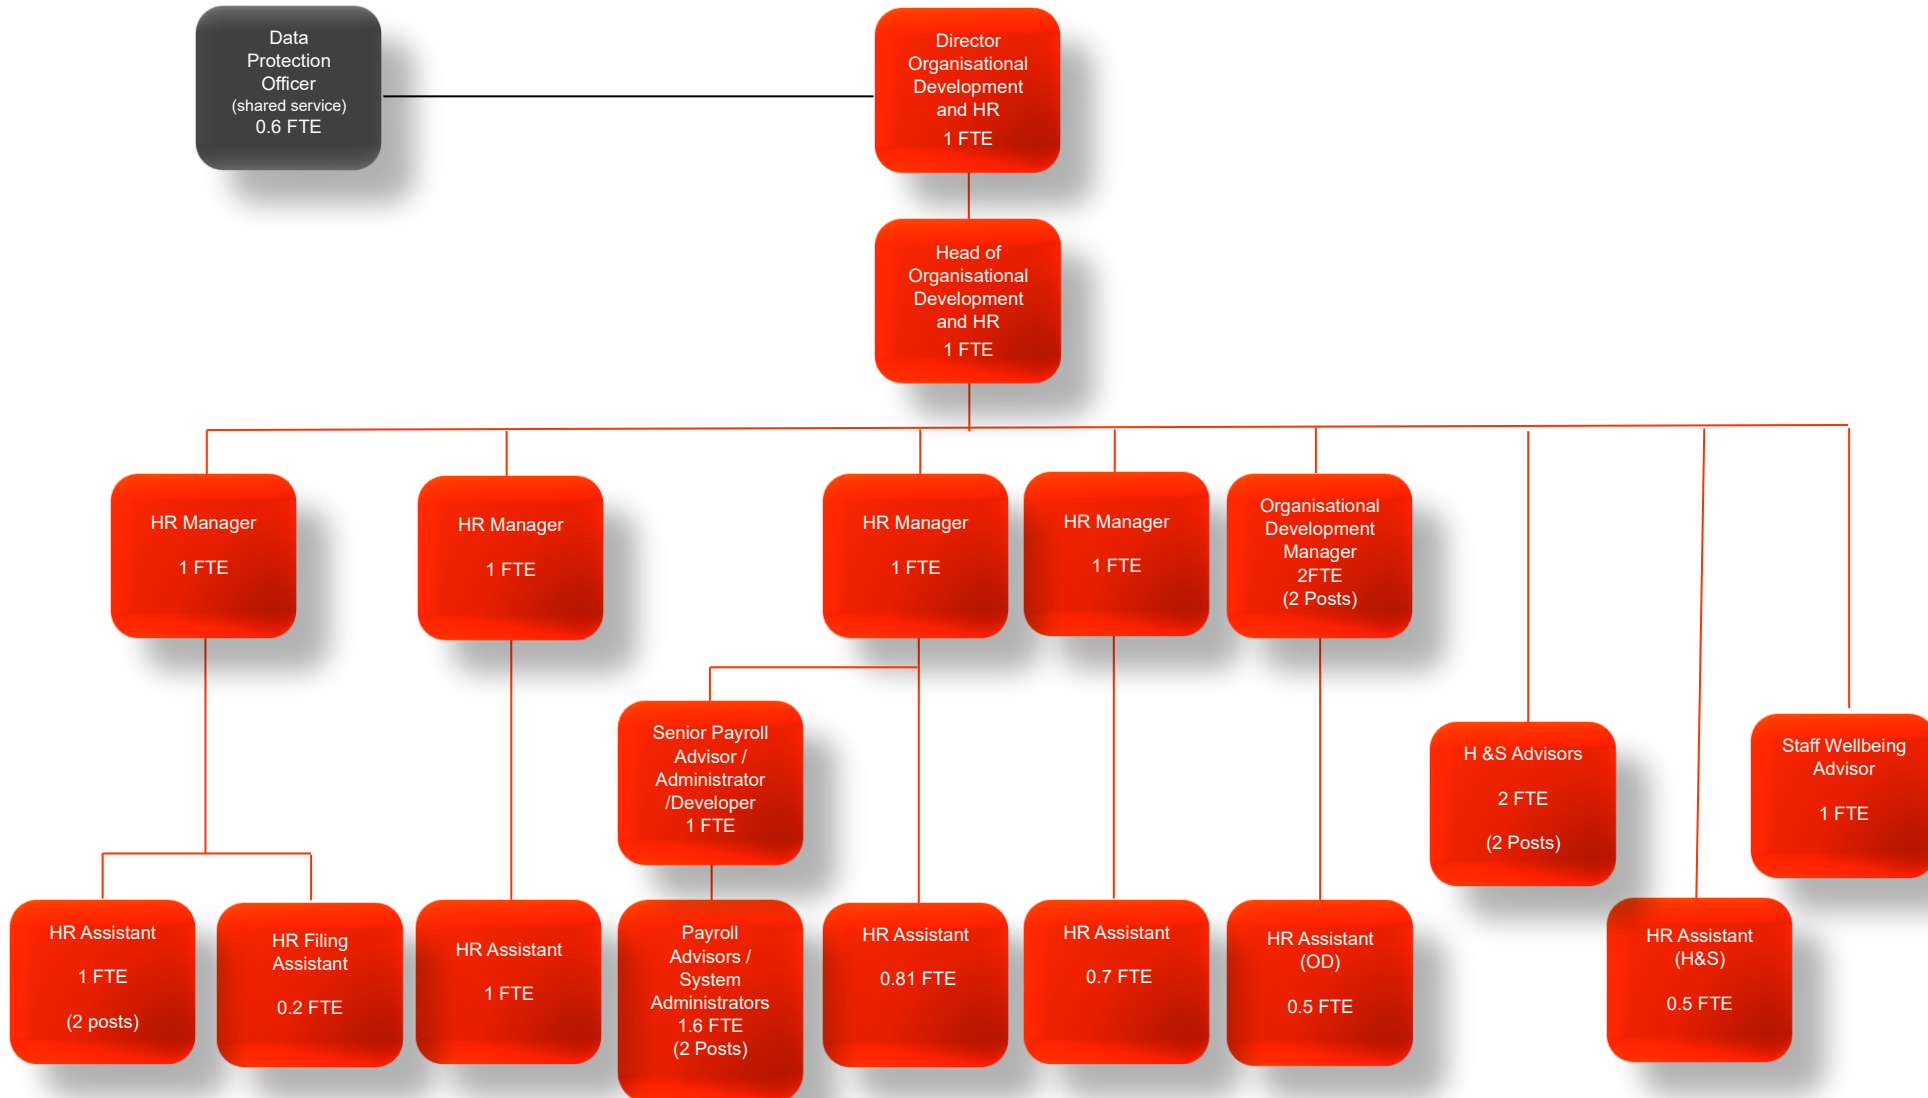 Data
Protection
Officer
(shared service)
0.6 FTE
Director
Organisational
Development
and HR
1 FTE
Head of
Organisational
Development
and HR
1 FTE
HR Manager
1 FTE
HR Manager
1 FTE
HR Manager
1 FTE
HR Manager
1 FTE
Organisational
Development
Manager
2FTE
(2 Posts)
Senior Payroll
Advisor /
Administrator
/Developer
1 FTE
H &S Advisors
2 FTE
(2 Posts)
Staff Wellbeing
Advisor
1 FTE
HR Assistant
1 FTE
(2 posts)
HR Filing
Assistant
0.2 FTE
HR Assistant
1 FTE
Payroll
Advisors /
System
Administrators
1.6 FTE
(2 Posts)
HR Assistant
0.81 FTE
HR Assistant
0.7 FTE
HR Assistant
(OD)
0.5 FTE
HR Assistant
(H&S)
0.5 FTE